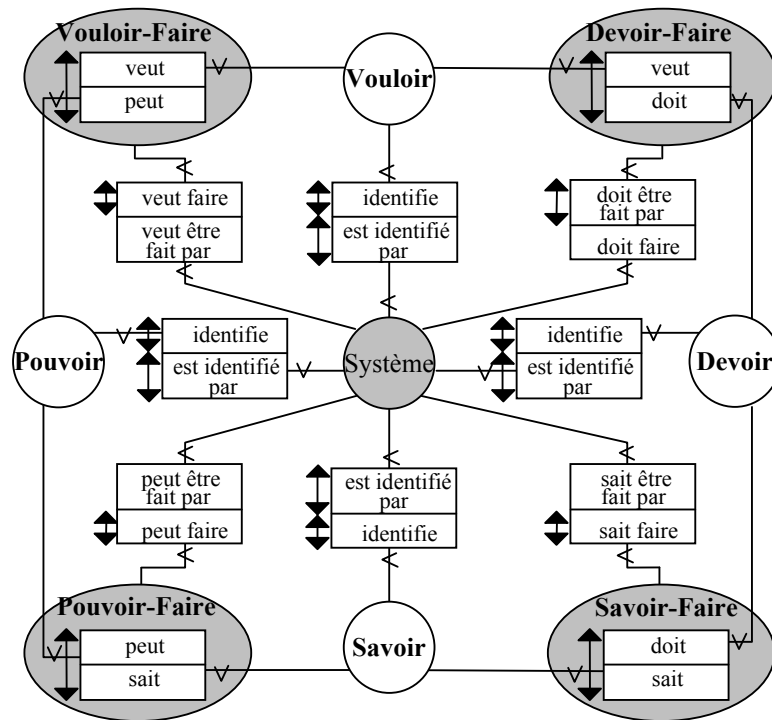 Vouloir-Faire
veut
peut
Vouloir
Devoir-Faire
veut
doit
veut faire
veut être
fait par
identifie
est identifié
par
doit être
fait par
doit faire
Pouvoir
identifie
est identifié
par
Système
identifie
est identifié
par
Devoir
peut être
fait par
peut faire
est identifié
par
identifie
sait être
fait par
sait faire
Pouvoir-Faire
peut
sait
Savoir
Savoir-Faire
doit
sait